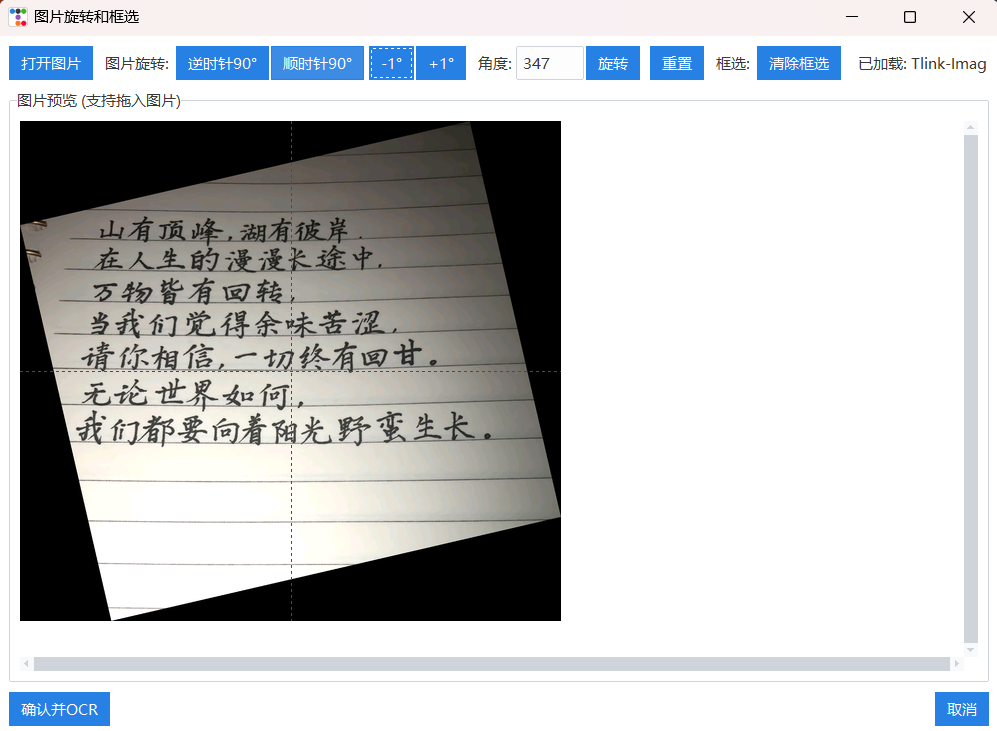 图片旋转和框选
打开图片 图片旋转: 逆时针90° 顺时针90° -1° +1° 角度: 347 旋转 重置 框选: 清除框选 已加载: Tlink-Imag
图片预览 (支持拖入图片)
山有顶峰,湖有彼岸.
在人生的漫漫长途中,
万物皆有回转,
当我们觉得余味苦涩,
请你相信,一切终有回甘。
无论世界如何,
我们都要向着阳光野蛮生长。
确认并OCR 取消